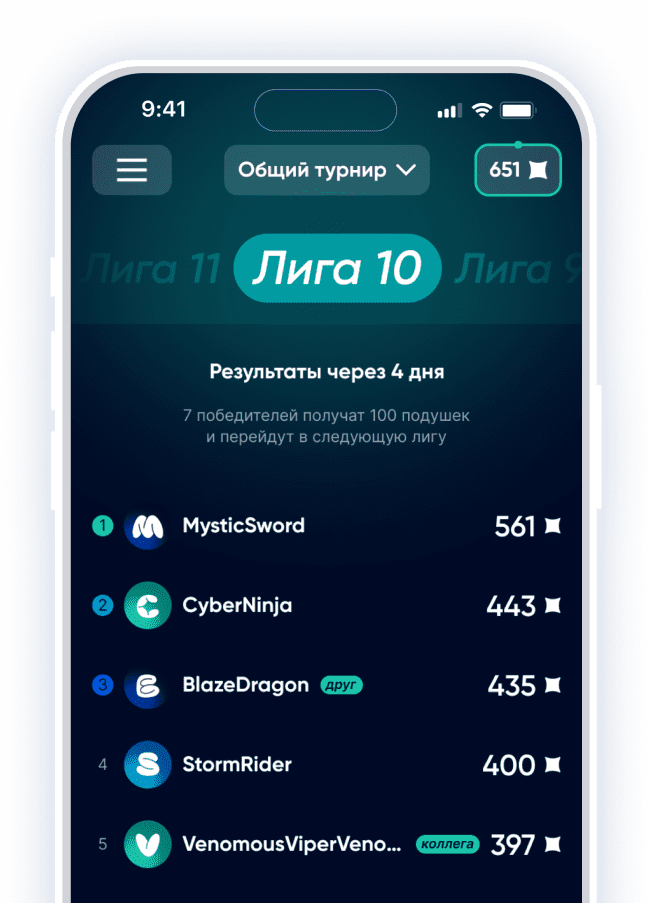 9:41
Общий турнир
651
Лига 11 Лига 10 Лига 9
Результаты через 4 дня
7 победителей получат 100 подушек
и перейдут в следующую лигу
1 MysticSword 561
2 CyberNinja 443
3 BlazeDragon друг 435
4 StormRider 400
5 VenomousViperVeno... коллега 397